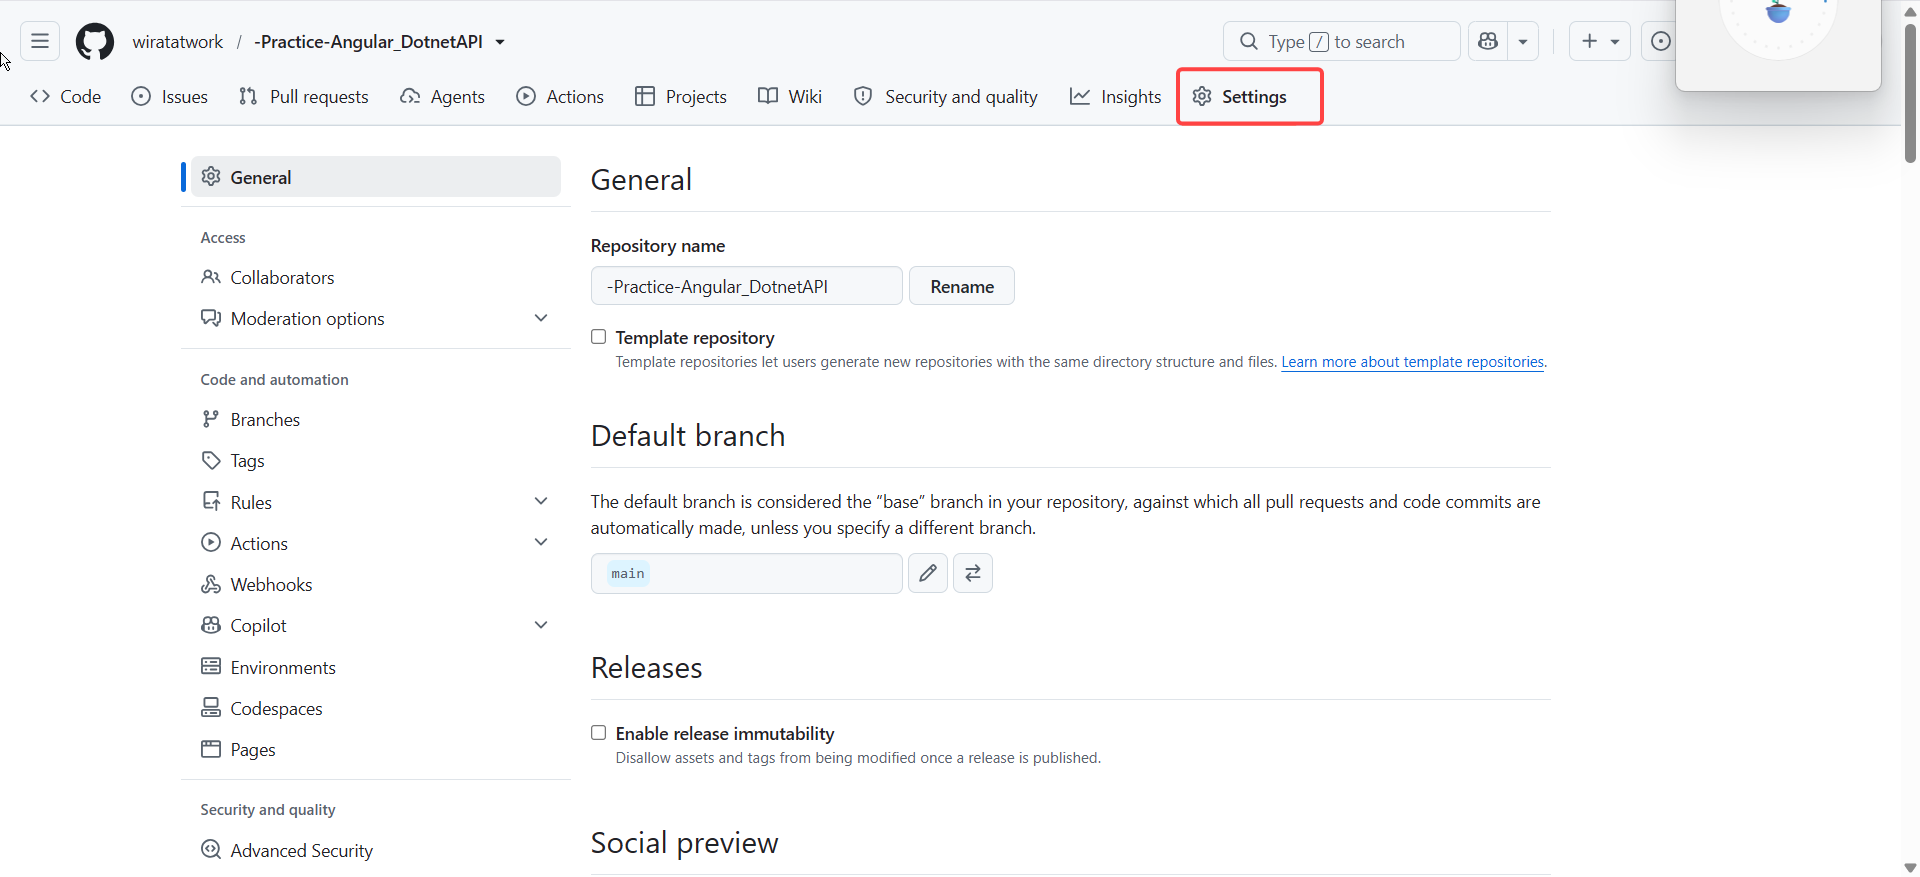 wiratatwork / -Practice-Angular_DotnetAPI
Type / to search
Code Issues Pull requests Agents Actions Projects Wiki Security and quality Insights Settings
General
Access
Collaborators
Moderation options
Code and automation
Branches
Tags
Rules
Actions
Webhooks
Copilot
Environments
Codespaces
Pages
Security and quality
Advanced Security
General
Repository name
-Practice-Angular_DotnetAPI Rename
Template repository
Template repositories let users generate new repositories with the same directory structure and files. Learn more about template repositories.
Default branch
The default branch is considered the “base” branch in your repository, against which all pull requests and code commits are
automatically made, unless you specify a different branch.
main
Releases
Enable release immutability
Disallow assets and tags from being modified once a release is published.
Social preview